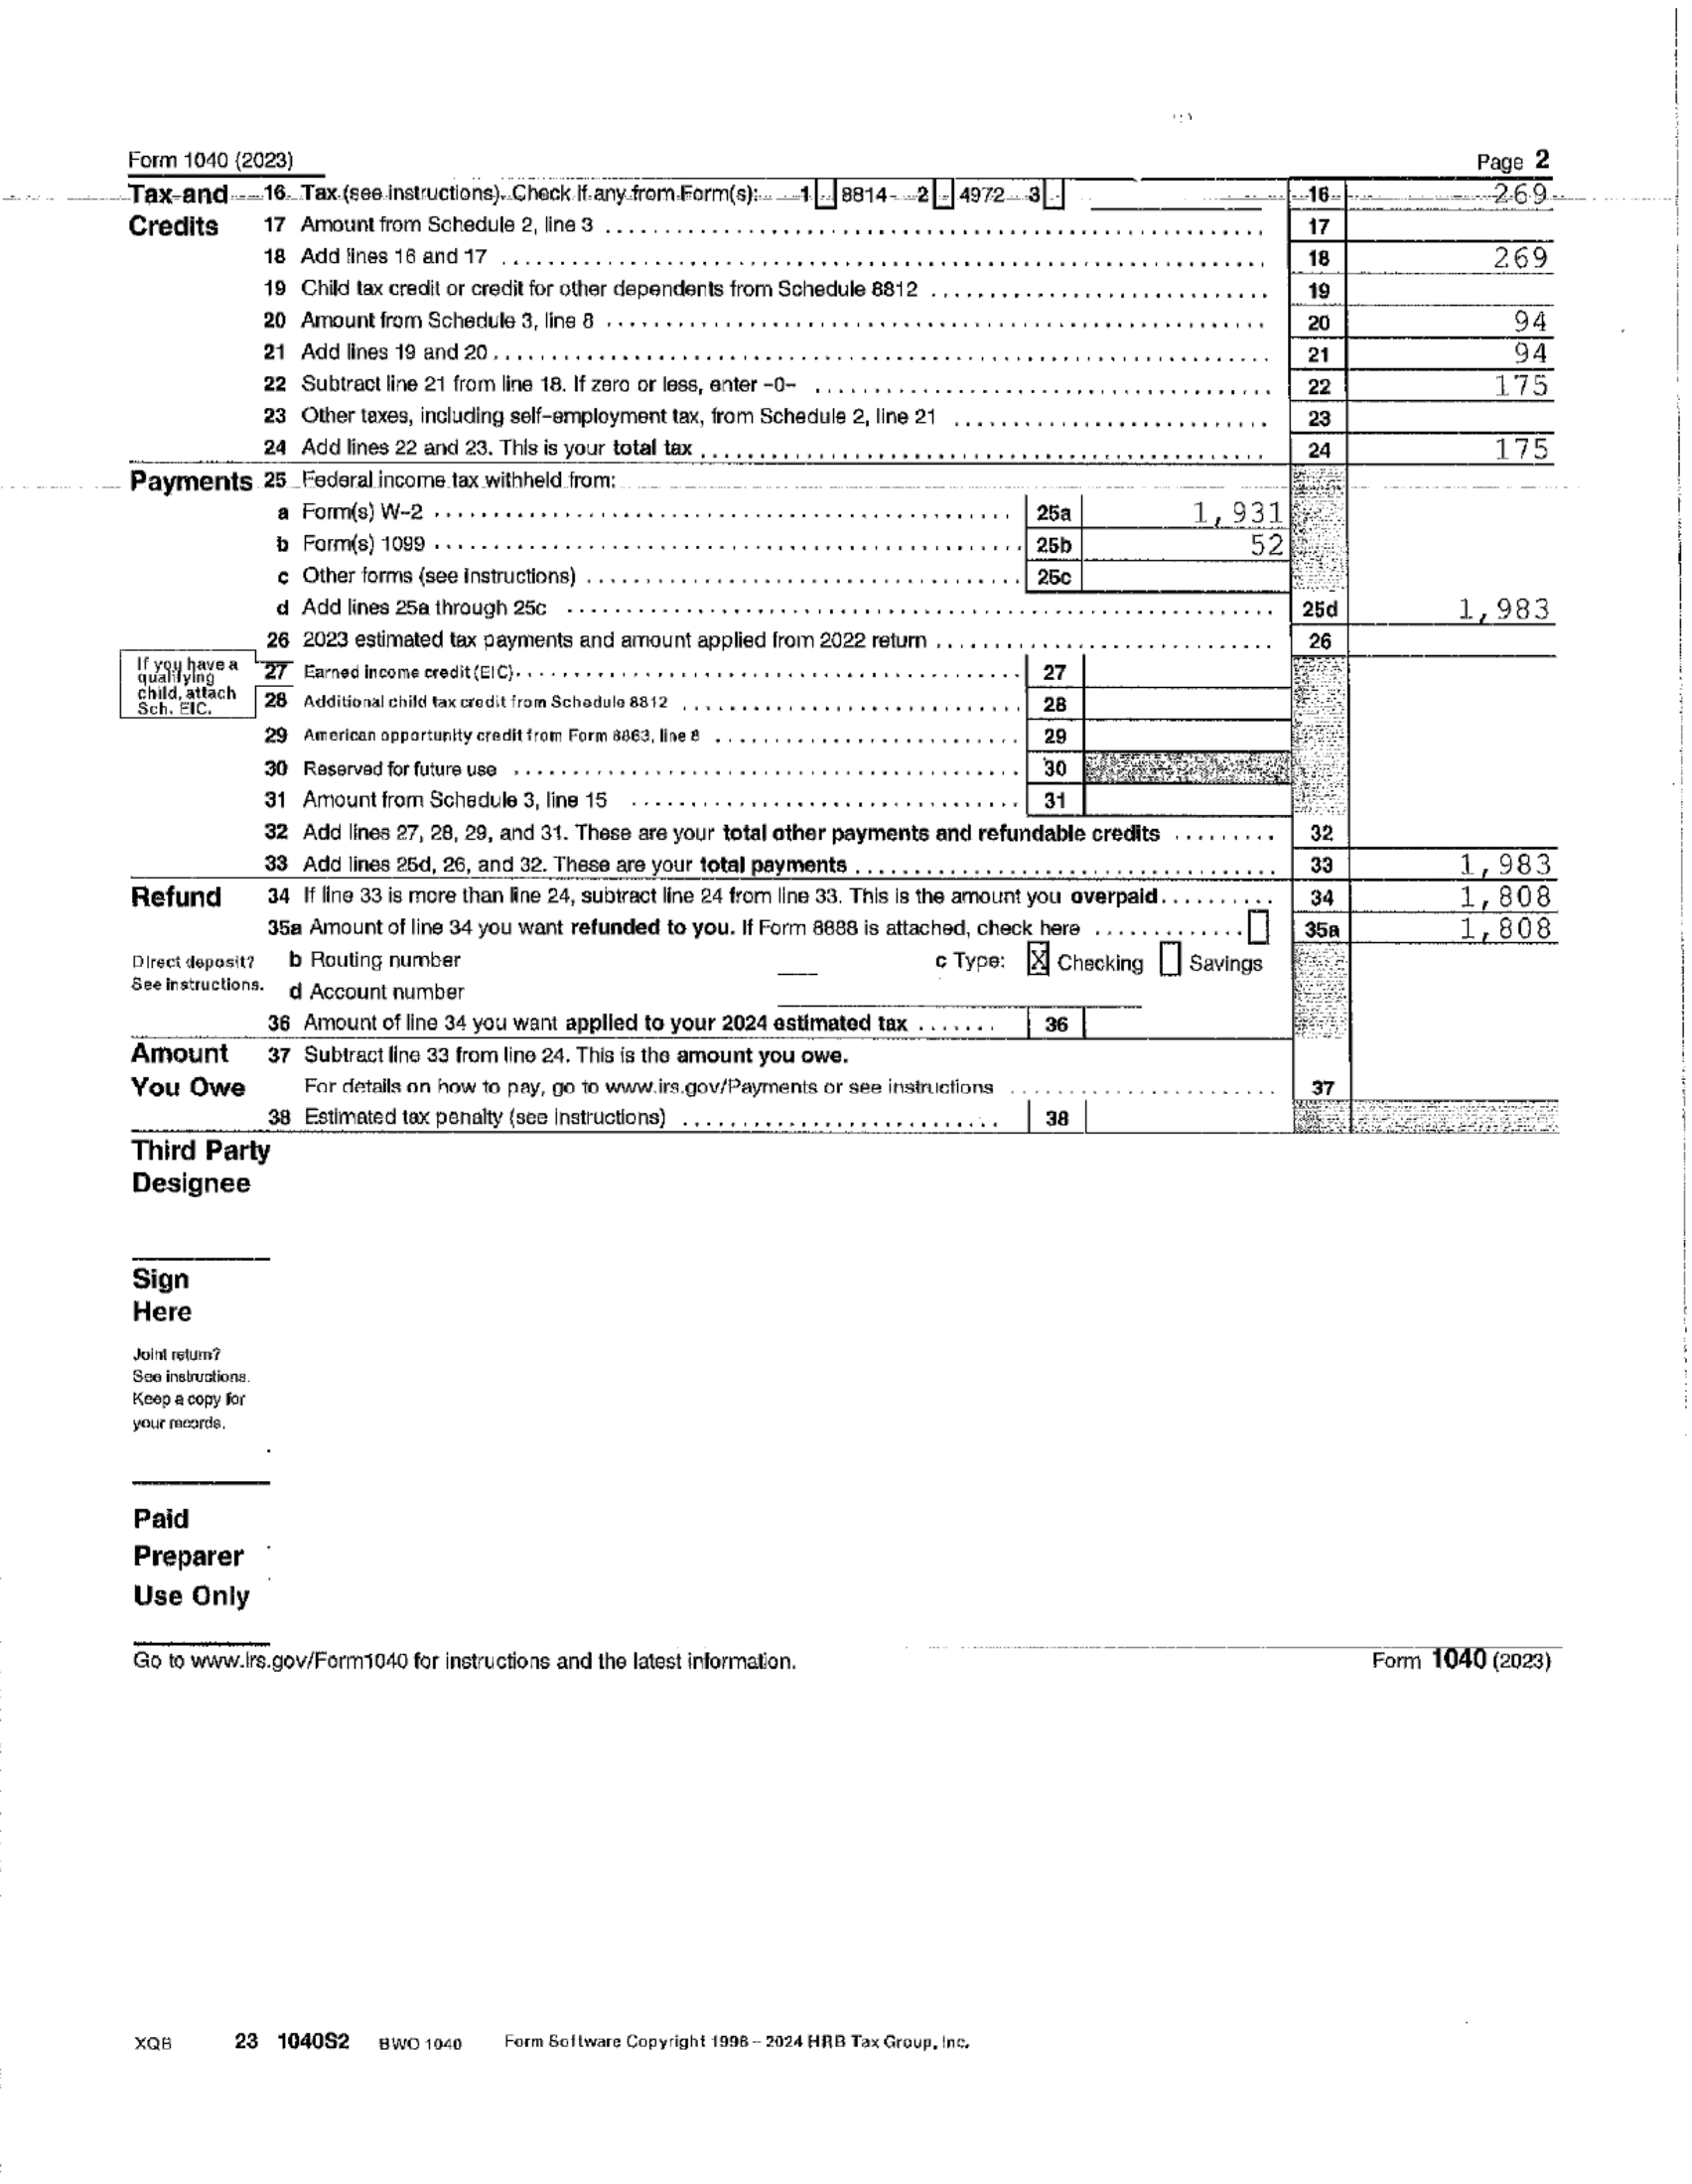 Form 1040 (2023) Page 2
Tax and 16 Tax (see instructions). Check if any from Form(s): 1 8814 2 4972 3 16 269
Credits 17 Amount from Schedule 2, line 3 17
18 Add lines 16 and 17 18 269
19 Child tax credit or credit for other dependents from Schedule 8812 19
20 Amount from Schedule 3, line 8 20 94
21 Add lines 19 and 20 21 94
22 Subtract line 21 from line 18. If zero or less, enter -0- 22 175
23 Other taxes, including self-employment tax, from Schedule 2, line 21 23
24 Add lines 22 and 23. This is your total tax 24 175
Payments 25 Federal income tax withheld from:
a Form(s) W-2 25a 1,931
b Form(s) 1099 25b 52
c Other forms (see instructions) 25c
d Add lines 25a through 25c 25d 1,983
26 2023 estimated tax payments and amount applied from 2022 return 26
If you have a
qualifying
child, attach
Sch. EIC.
27 Earned income credit (EIC) 27
28 Additional child tax credit from Schedule 8812 28
29 American opportunity credit from Form 8863, line 8 29
30 Reserved for future use 30
31 Amount from Schedule 3, line 15 31
32 Add lines 27, 28, 29, and 31. These are your total other payments and refundable credits 32
33 Add lines 25d, 26, and 32. These are your total payments 33 1,983
Refund 34 If line 33 is more than line 24, subtract line 24 from line 33. This is the amount you overpaid 34 1,808
35a Amount of line 34 you want refunded to you. If Form 8888 is attached, check here 35a 1,808
Direct deposit? b Routing number c Type: X Checking Savings
See instructions. d Account number
36 Amount of line 34 you want applied to your 2024 estimated tax 36
Amount 37 Subtract line 33 from line 24. This is the amount you owe.
You Owe For details on how to pay, go to www.irs.gov/Payments or see instructions 37
38 Estimated tax penalty (see instructions) 38
Third Party
Designee
Sign
Here
Joint return?
See instructions.
Keep a copy for
your records.
Paid
Preparer
Use Only
Go to www.irs.gov/Form1040 for instructions and the latest information. Form 1040 (2023)
XQB 23 1040S2 BWO 1040 Form Software Copyright 1996 - 2024 HRB Tax Group, Inc.